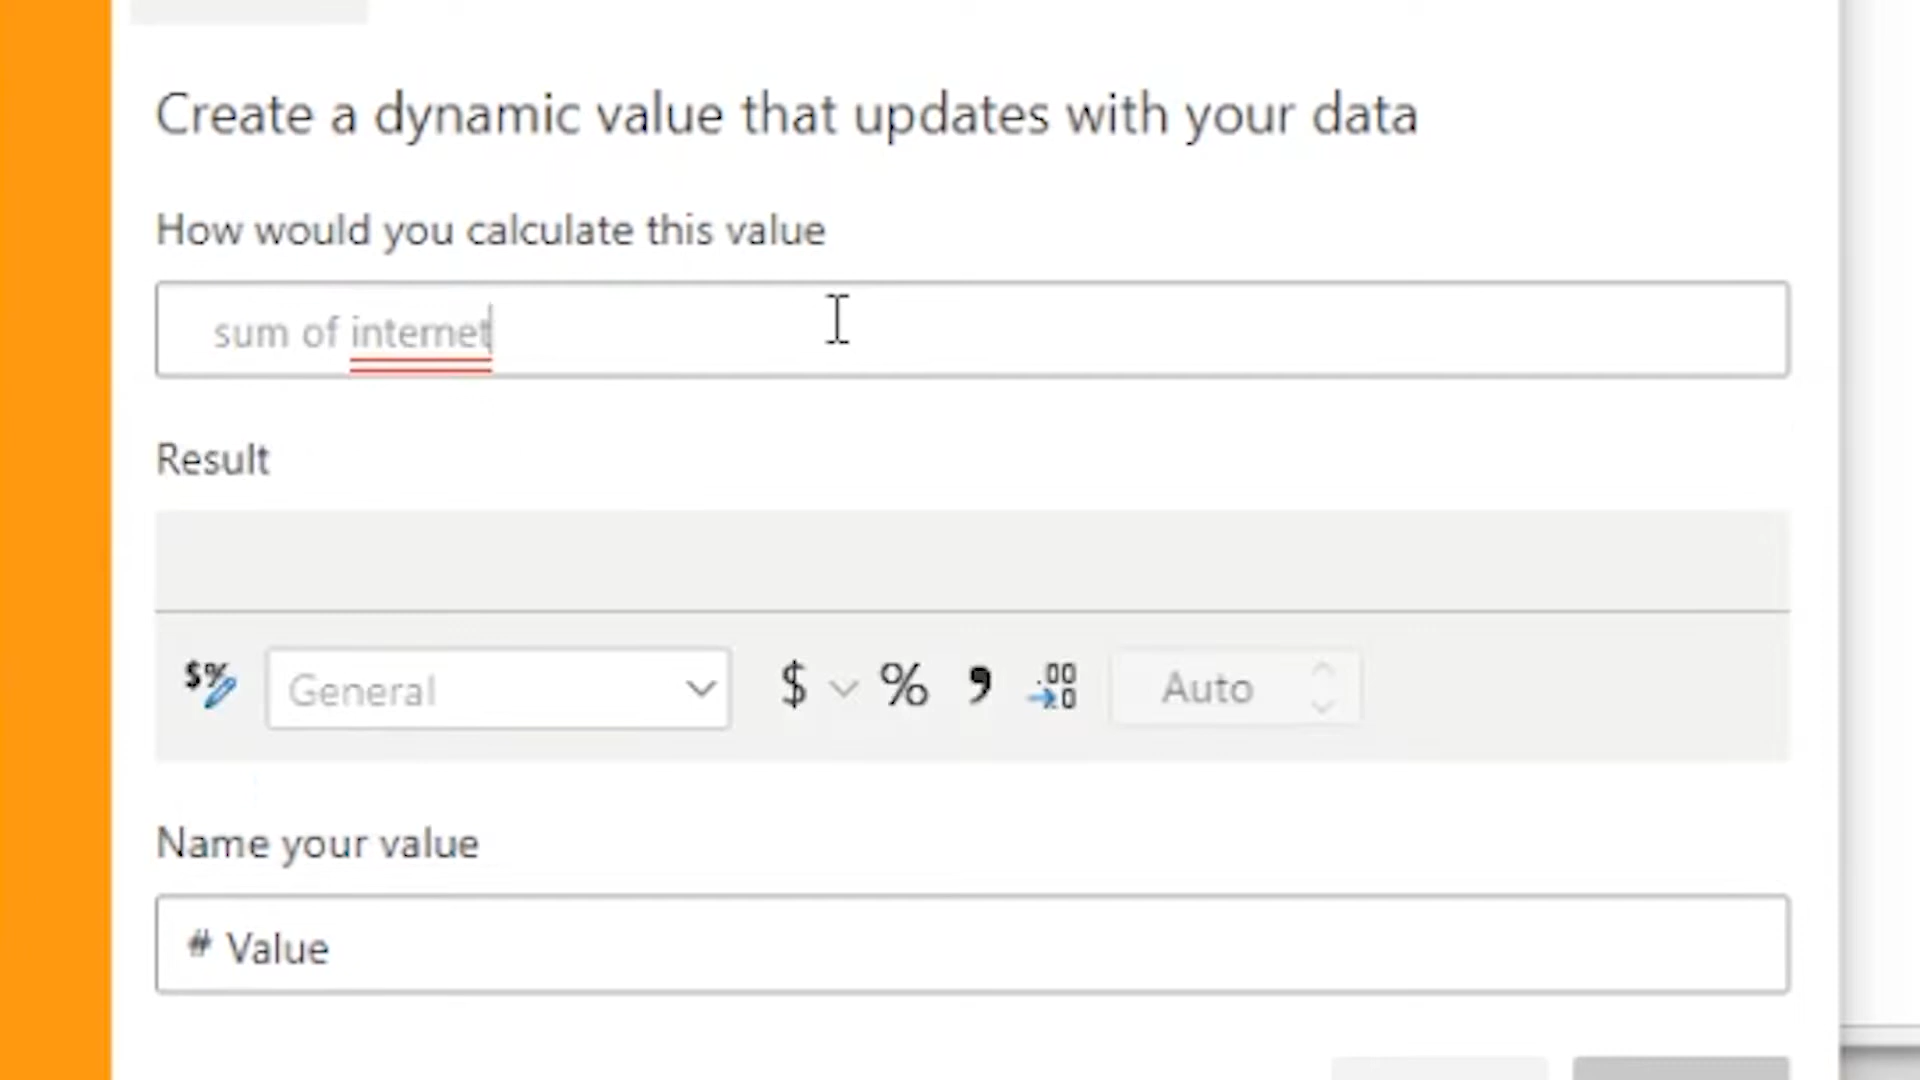 Create a dynamic value that updates with your data
How would you calculate this value
sum of internet
Result
$% General $ % , .00 .0 Auto
Name your value
# Value